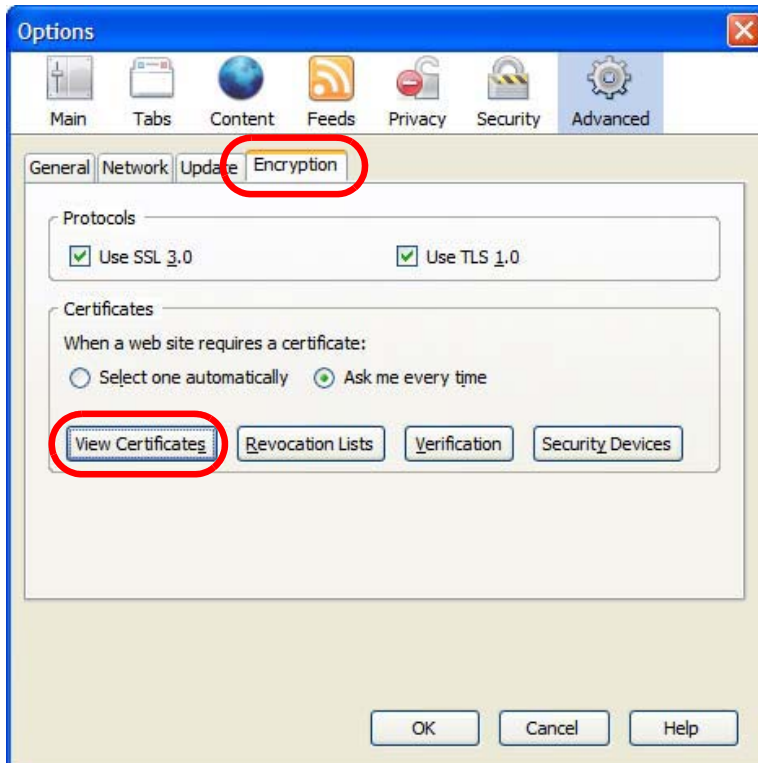 Options
Main Tabs Content Feeds Privacy Security Advanced
General Network Update Encryption
Protocols
Use SSL 3.0 Use TLS 1.0
Certificates
When a web site requires a certificate:
Select one automatically Ask me every time
View Certificates Revocation Lists Verification Security Devices
OK Cancel Help